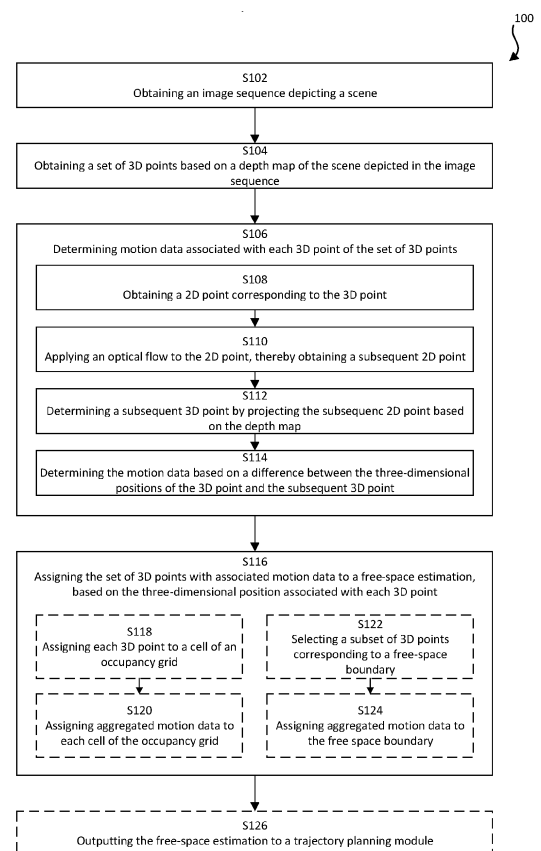 100
S102
Obtaining an image sequence depicting a scene
S104
Obtaining a set of 3D points based on a depth map of the scene depicted in the image
sequence
S106
Determining motion data associated with each 3D point of the set of 3D points
S108
Obtaining a 2D point corresponding to the 3D point
S110
Applying an optical flow to the 2D point, thereby obtaining a subsequent 2D point
S112
Determining a subsequent 3D point by projecting the subsequenc 2D point based
on the depth map
S114
Determining the motion data based on a difference between the three-dimensional
positions of the 3D point and the subsequent 3D point
S116
Assigning the set of 3D points with associated motion data to a free-space estimation,
based on the three-dimensional position associated with each 3D point
S118
Assigning each 3D point to a cell of an
occupancy grid
S120
Assigning aggregated motion data to
each cell of the occupancy grid
S122
Selecting a subset of 3D points
corresponding to a free-space
boundary
S124
Assigning aggregated motion data to
the free space boundary
S126
Outputting the free-space estimation to a trajectory planning module